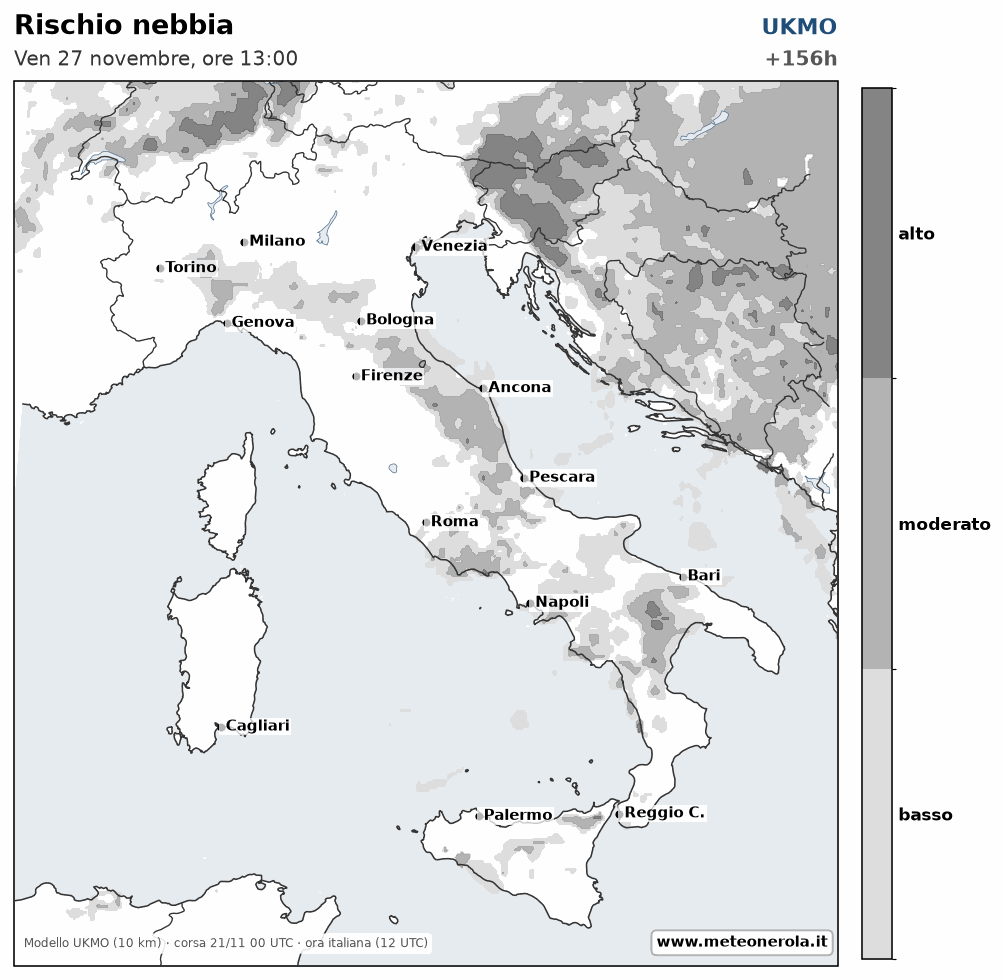 Rischio nebbia
UKMO
Ven 27 novembre, ore 13:00
+156h
alto
moderato
basso
Milano
Venezia
Torino
Genova
Bologna
Firenze
Ancona
Pescara
Roma
Bari
Napoli
Cagliari
Palermo
Reggio C.
Modello UKMO (10 km) · corsa 21/11 00 UTC · ora italiana (12 UTC)
www.meteonerola.it